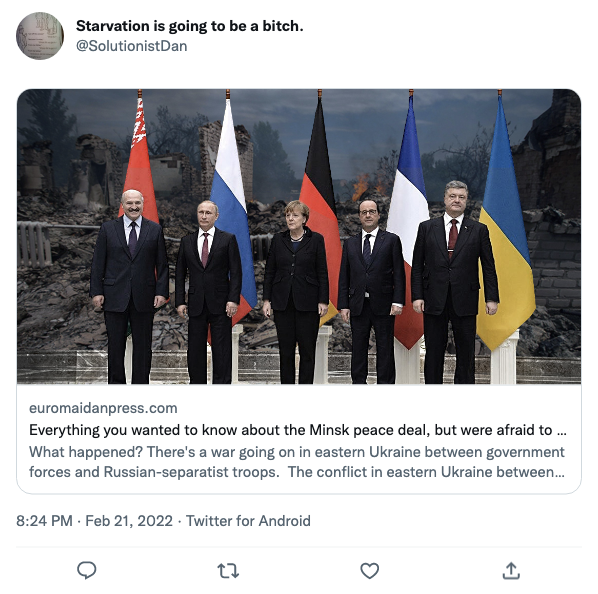 Starvation is going to be a bitch.
@SolutionistDan
euromaidanpress.com
Everything you wanted to know about the Minsk peace deal, but were afraid to ...
What happened? There's a war going on in eastern Ukraine between government
forces and Russian-separatist troops.  The conflict in eastern Ukraine between...
8:24 PM · Feb 21, 2022 · Twitter for Android